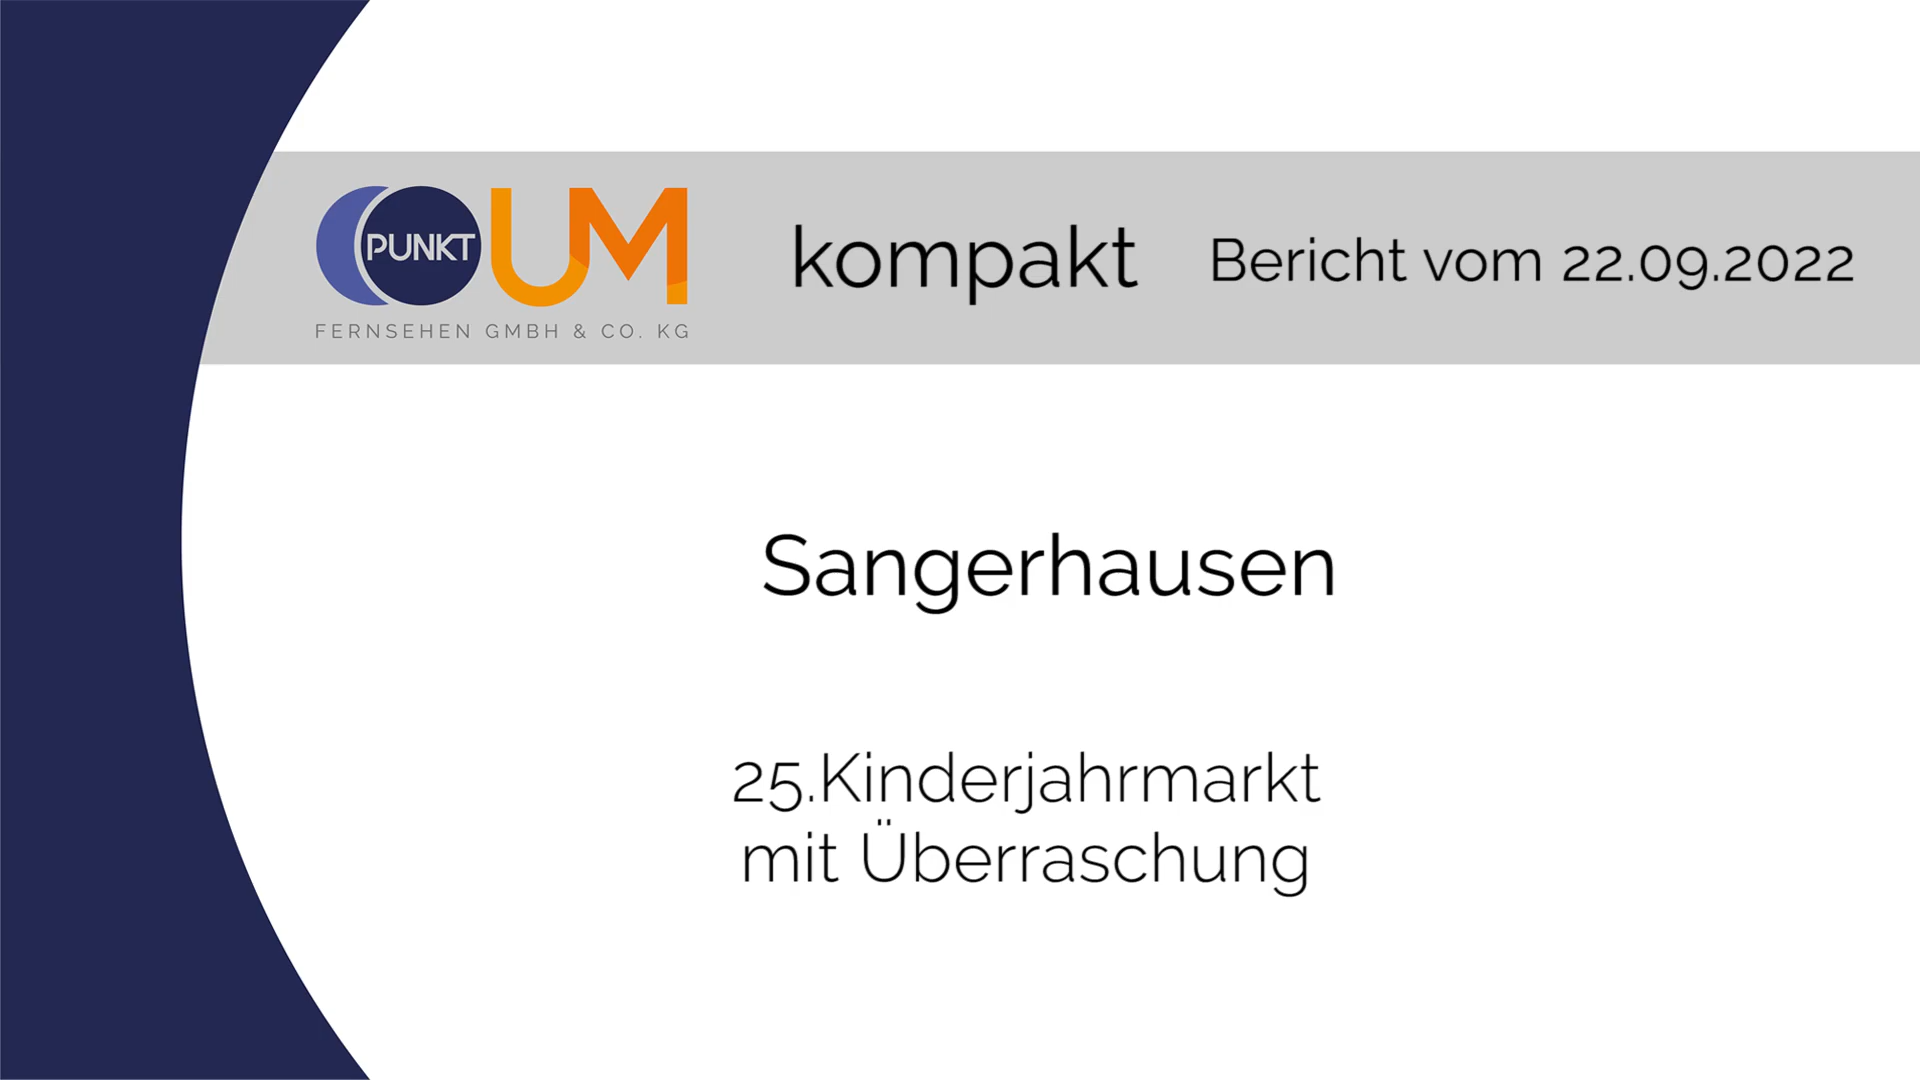 PUNKT UM
FERNSEHEN GMBH & CO. KG
kompakt
Bericht vom 22.09.2022
Sangerhausen
25.Kinderjahrmarkt
mit Überraschung